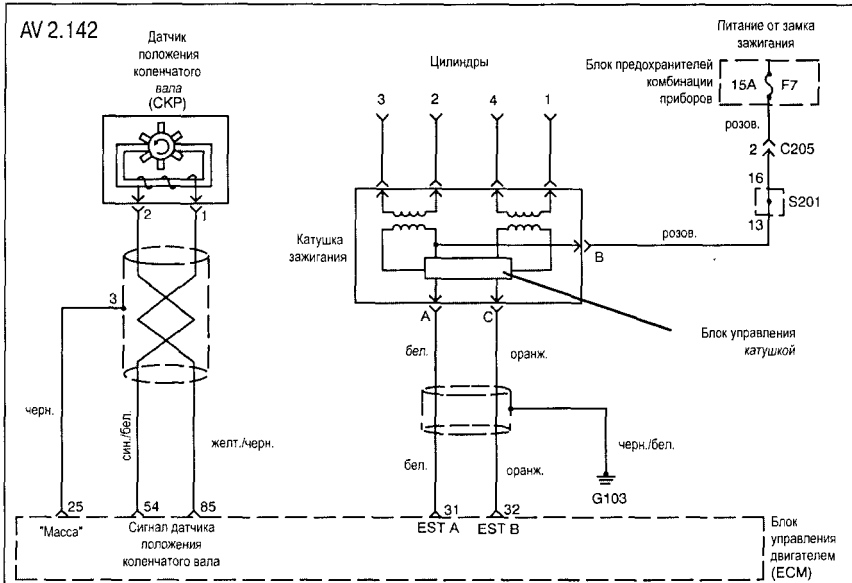 AV 2.142
Датчик
положения
коленчатого
вала
(CKP)
2
1
3
черн.
син./бел.
желт./черн.
Цилиндры
3
2
4
1
Катушка
зажигания
A
C
B
розов.
Питание от замка
зажигания
Блок предохранителей
комбинации
приборов
15A
F7
розов.
2
C205
16
S201
13
Блок управления
катушкой
бел.
оранж.
черн./бел.
G103
бел.
оранж.
25
54
85
31
32
"Масса"
Сигнал датчика
положения
коленчатого вала
EST A
EST B
Блок
управления
двигателем
(ECM)